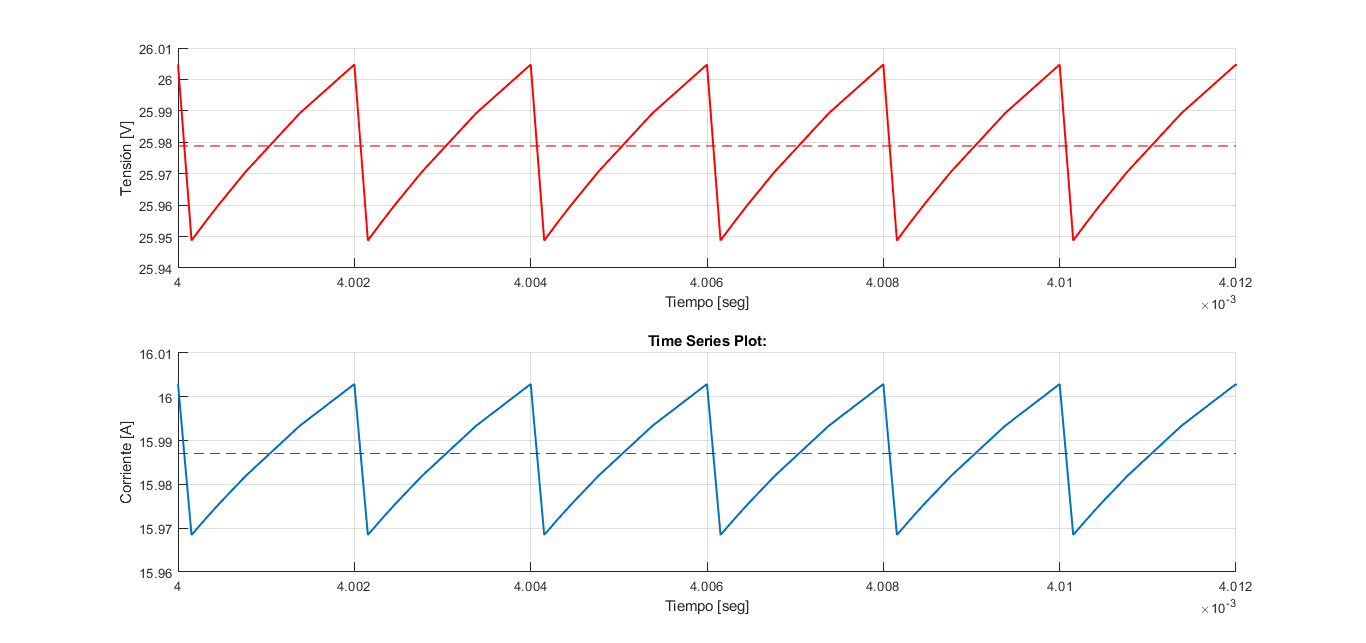 26.01
26
25.99
25.98
25.97
25.96
25.95
25.94
Tensión [V]
4 4.002 4.004 4.006 4.008 4.01 4.012
Tiempo [seg]
×10-3
Time Series Plot:
16.01
16
15.99
15.98
15.97
15.96
Corriente [A]
4 4.002 4.004 4.006 4.008 4.01 4.012
Tiempo [seg]
×10-3